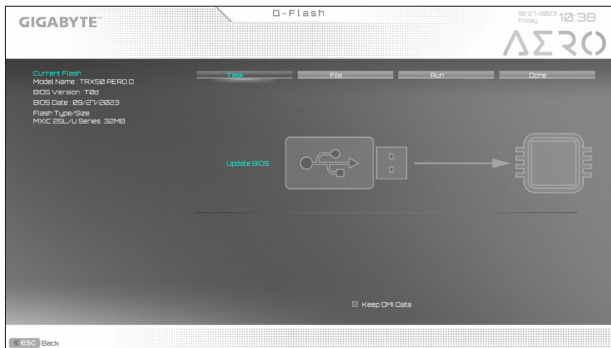 GIGABYTE™
Q-Flash
10/27/2023
Friday
10:38
AERO
Current Flash
Model Name : TRX50 AERO D
BIOS Version : T0d
BIOS Date : 09/27/2023
Flash Type/Size
MXIC 25L/U Series 32MB
Task
File
Run
Done
Update BIOS
Keep DMI Data
esc Back